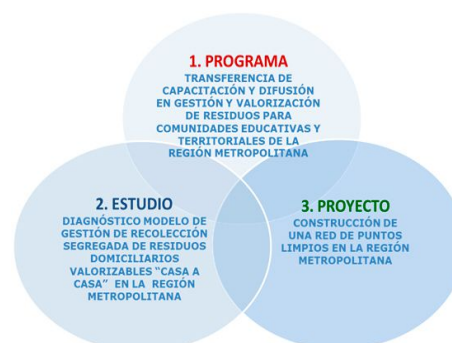 1. PROGRAMA
TRANSFERENCIA DE
CAPACITACIÓN Y DIFUSIÓN
EN GESTIÓN Y VALORIZACIÓN
DE RESIDUOS PARA
COMUNIDADES EDUCATIVAS Y
TERRITORIALES DE LA
REGIÓN METROPOLITANA
2. ESTUDIO
DIAGNÓSTICO MODELO DE
GESTIÓN DE RECOLECCIÓN
SEGREGADA DE RESIDUOS
DOMICILIARIOS
VALORIZABLES "CASA A
CASA" EN LA REGIÓN
METROPOLITANA
3. PROYECTO
CONSTRUCCIÓN DE
UNA RED DE PUNTOS
LIMPIOS EN LA REGIÓN
METROPOLITANA